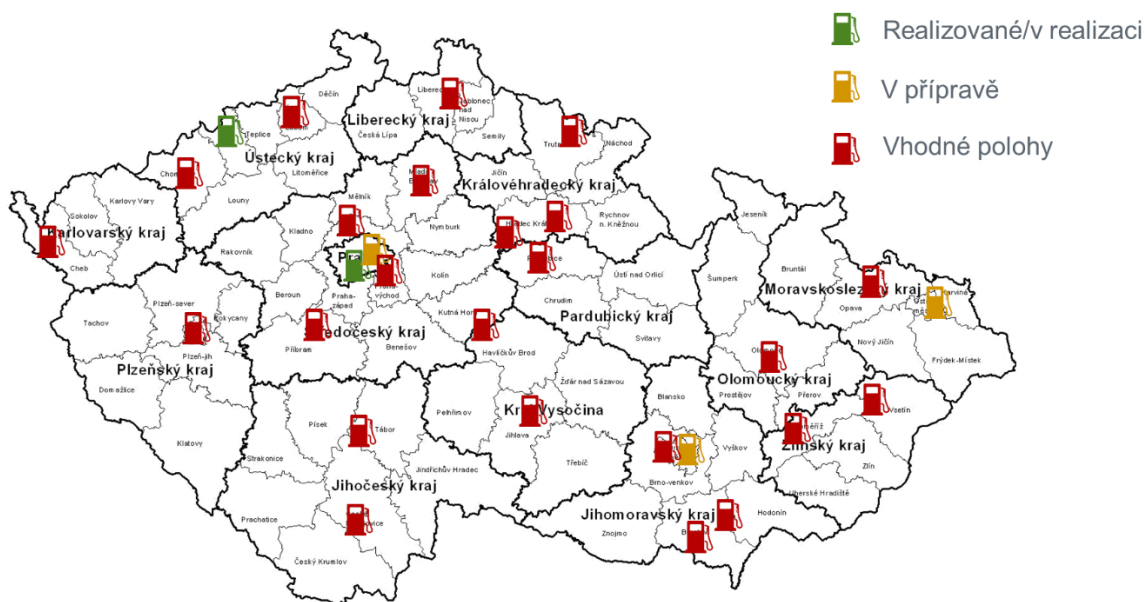 Realizované/v realizaci
V přípravě
Vhodné polohy
Děčín
Teplice
Ústecký kraj
Litoměřice
Louny
Liberecký kraj
Česká Lípa
Jablonec
nad
Nisou
Semily
Náchod
Jičín
Královéhradecký kraj
Rychnov
n. Kněžnou
Karlovy Vary
Sokolov
Karlovarský kraj
Cheb
Mělník
Nymburk
Kladno
Rakovník
Kolín
Beroun
Praha-
západ
Kutná Hora
Příbram
Benešov
Plzeň-sever
Tachov
Plzeň-jih
Plzeňský kraj
Domažlice
Klatovy
Ústí nad Orlicí
Chrudim
Pardubický kraj
Svitavy
Havlíčkův Brod
Žďár nad Sázavou
Pelhřimov
Jihlava
Třebíč
Písek
Tábor
Strakonice
Jindřichův Hradec
Jihočeský kraj
Prachatice
Český Krumlov
Jeseník
Bruntál
Šumperk
Opava
Nový Jičín
Frýdek-Místek
Olomoucký kraj
Prostějov
Přerov
Vsetín
Zlínský kraj
Zlín
Uherské Hradiště
Blansko
Vyškov
Brno-venkov
Jihomoravský kraj
Hodonín
Znojmo